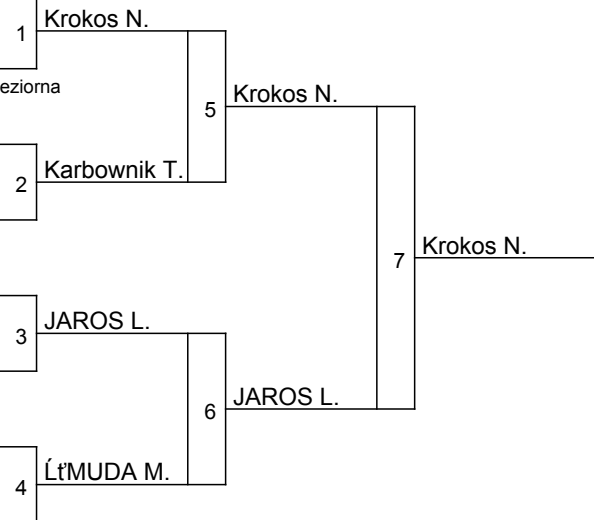 Krokos N.
1
eziorna
Krokos N.
5
Karbownik T.
2
Krokos N.
7
JAROS L.
3
JAROS L.
6
ĹťMUDA M.
4